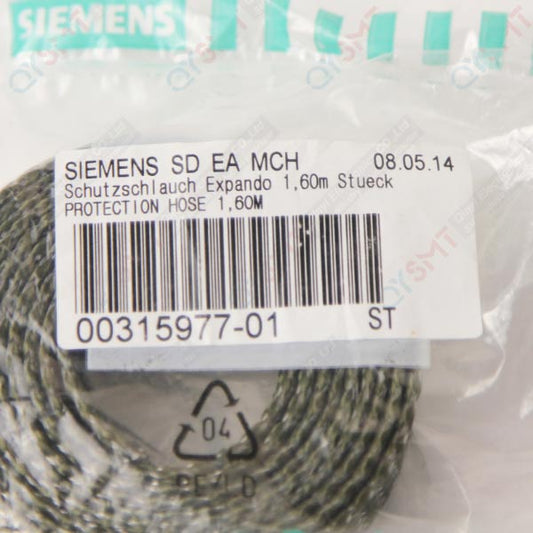 SIEMENS
SIEMENS SD EA MCH 08.05.14
Schutzschlauch Expando 1,60m Stueck
PROTECTION HOSE 1,60M
00315977-01 ST
04
PE-LD
QYSMT